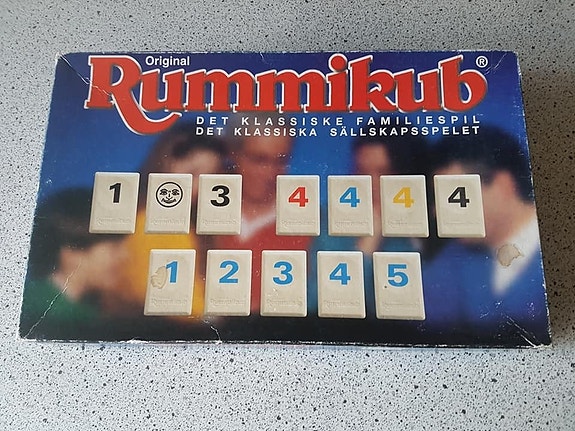 Original
Rummikub®
DET KLASSISKE FAMILIESPIL
DET KLASSISKA SÄLLSKAPSSPELET
1 3 4 4 4 4
1 2 3 4 5